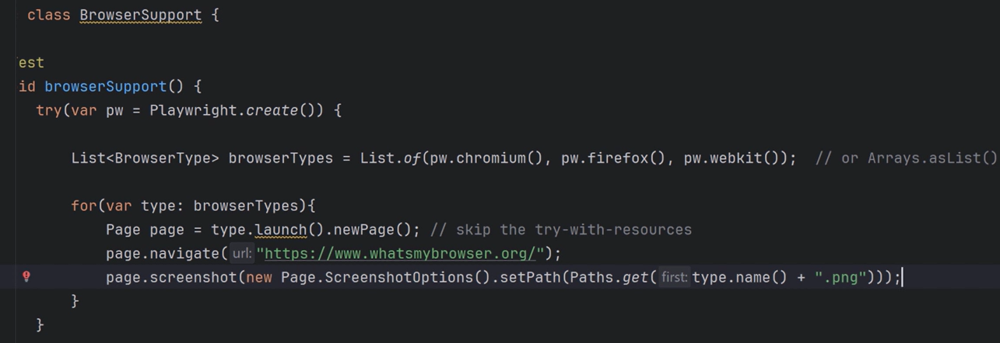 class BrowserSupport {
est
id browserSupport() {
try(var pw = Playwright.create()) {
List<BrowserType> browserTypes = List.of(pw.chromium(), pw.firefox(), pw.webkit());  // or Arrays.asList()
for(var type: browserTypes){
Page page = type.launch().newPage(); // skip the try-with-resources
page.navigate( url: "https://www.whatsmybrowser.org/");
page.screenshot(new Page.ScreenshotOptions().setPath(Paths.get( first: type.name() + ".png")));
}
}